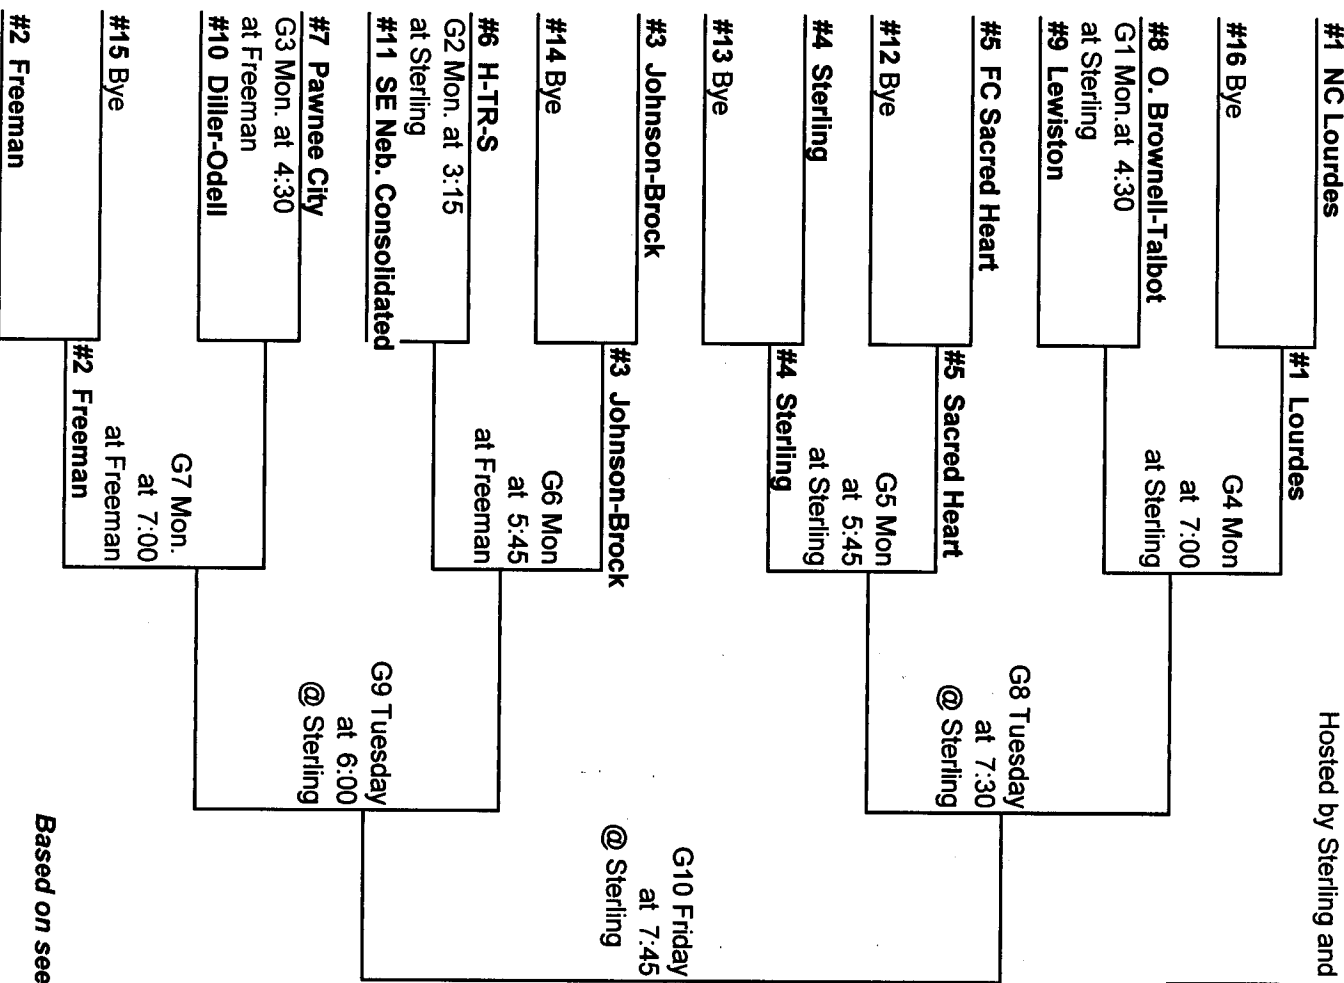 Hosted by Sterling and
#1 NC Lourdes
#1 Lourdes
#16 Bye
G4 Mon
at 7:00
at Sterling
#8 O. Brownell-Talbot
G1 Mon.at 4:30
at Sterling
#9 Lewiston
G8 Tuesday
at 7:30
@ Sterling
#5 FC Sacred Heart
#5 Sacred Heart
#12 Bye
G5 Mon
at 5:45
at Sterling
#4 Sterling
#4 Sterling
#13 Bye
G10 Friday
at 7:45
@ Sterling
#3 Johnson-Brock
#3 Johnson-Brock
#14 Bye
G6 Mon
at 5:45
at Freeman
#6 H-TR-S
G2 Mon. at 3:15
at Sterling
#11 SE Neb. Consolidated
G9 Tuesday
at 6:00
@ Sterling
#7 Pawnee City
G3 Mon. at 4:30
at Freeman
#10 Diller-Odell
G7 Mon.
at 7:00
at Freeman
#15 Bye
#2 Freeman
#2 Freeman
Based on see